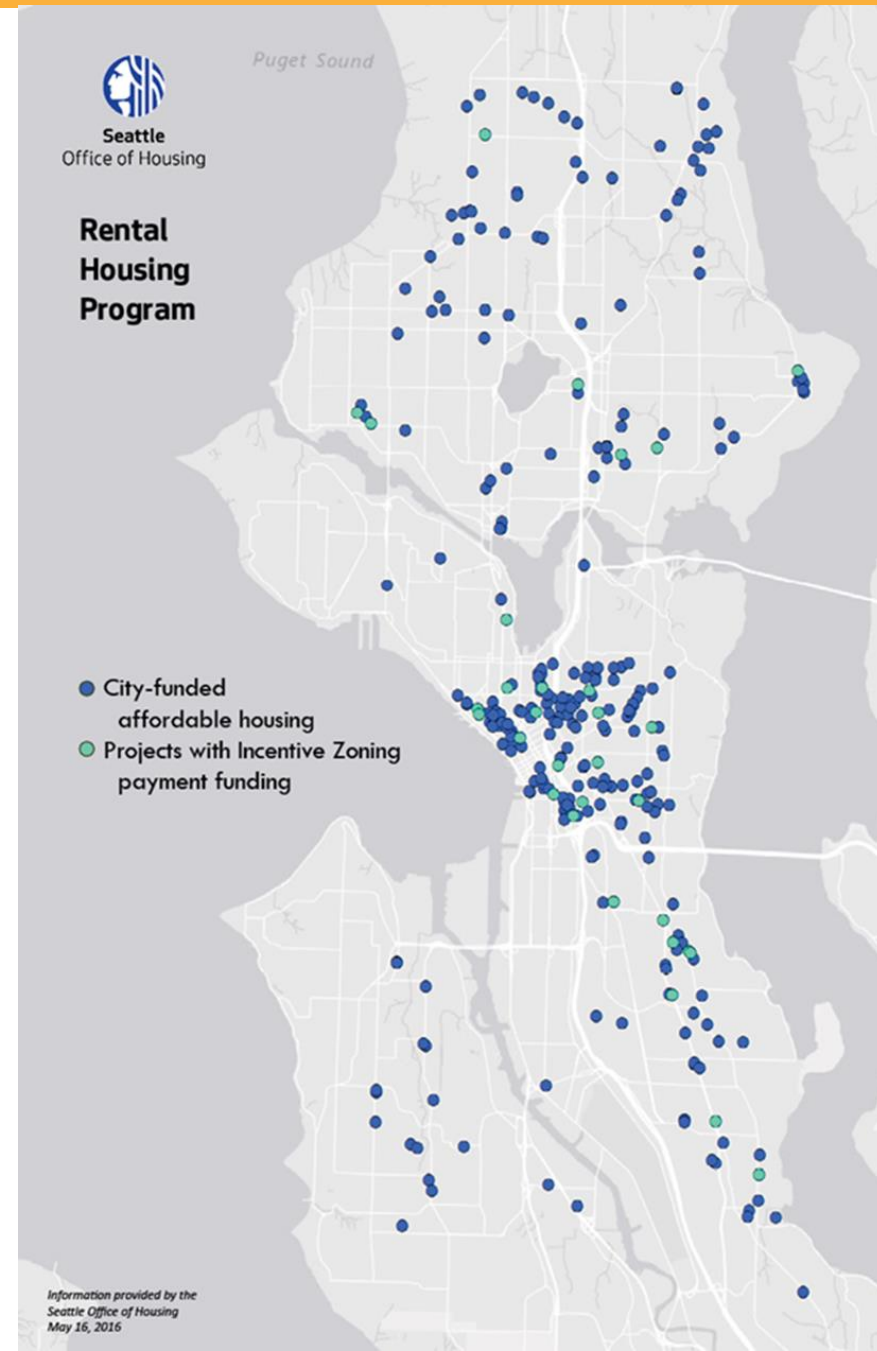 Puget Sound
Seattle
Office of Housing
Rental
Housing
Program
City-funded
affordable housing
Projects with Incentive Zoning
payment funding
Information provided by the
Seattle Office of Housing
May 16, 2016